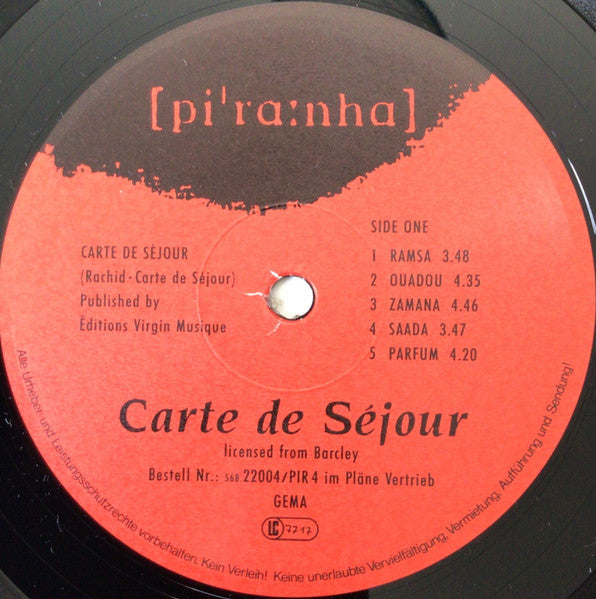 [pi'ra:nha]
CARTE DE SÉJOUR
(Rachid·Carte de Séjour)
Published by
Éditions Virgin Musique
SIDE ONE
1 RAMSA 3.48
2 OUADOU 4.35
3 ZAMANA 4.46
4 SAADA 3.47
5 PARFUM 4.20
Carte de Séjour
licensed from Barcley
Bestell Nr.: 568 22004/PIR4 im Pläne Vertrieb
GEMA
LC 7717
Alle Urheber und Leistungsschutzrechte vorbehalten. Kein Verleih! Keine unerlaubte Vervielfältigung, Vermietung, Aufführung und Sendung!